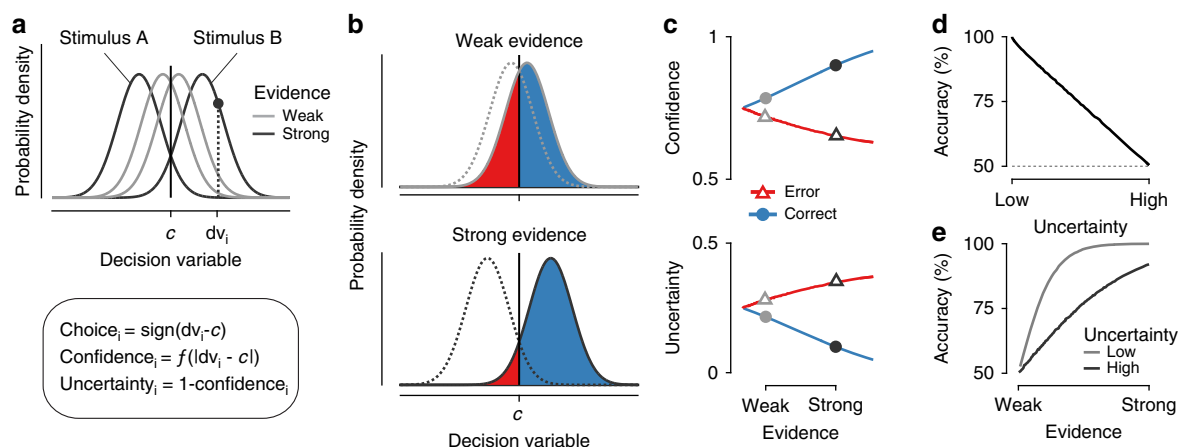 a
Stimulus A
Stimulus B
Evidence
Weak
Strong
Probability density
c
dvi
Decision variable
Choicei = sign(dvi-c)
Confidencei = f(|dvi - c|)
Uncertaintyi = 1-confidencei
b
Weak evidence
Strong evidence
Probability density
c
Decision variable
c
1
Confidence
0.5
Error
Correct
0.5
Uncertainty
0
Weak
Strong
Evidence
d
100
75
50
Accuracy (%)
Low
High
Uncertainty
e
100
75
50
Accuracy (%)
Uncertainty
Low
High
Weak
Strong
Evidence